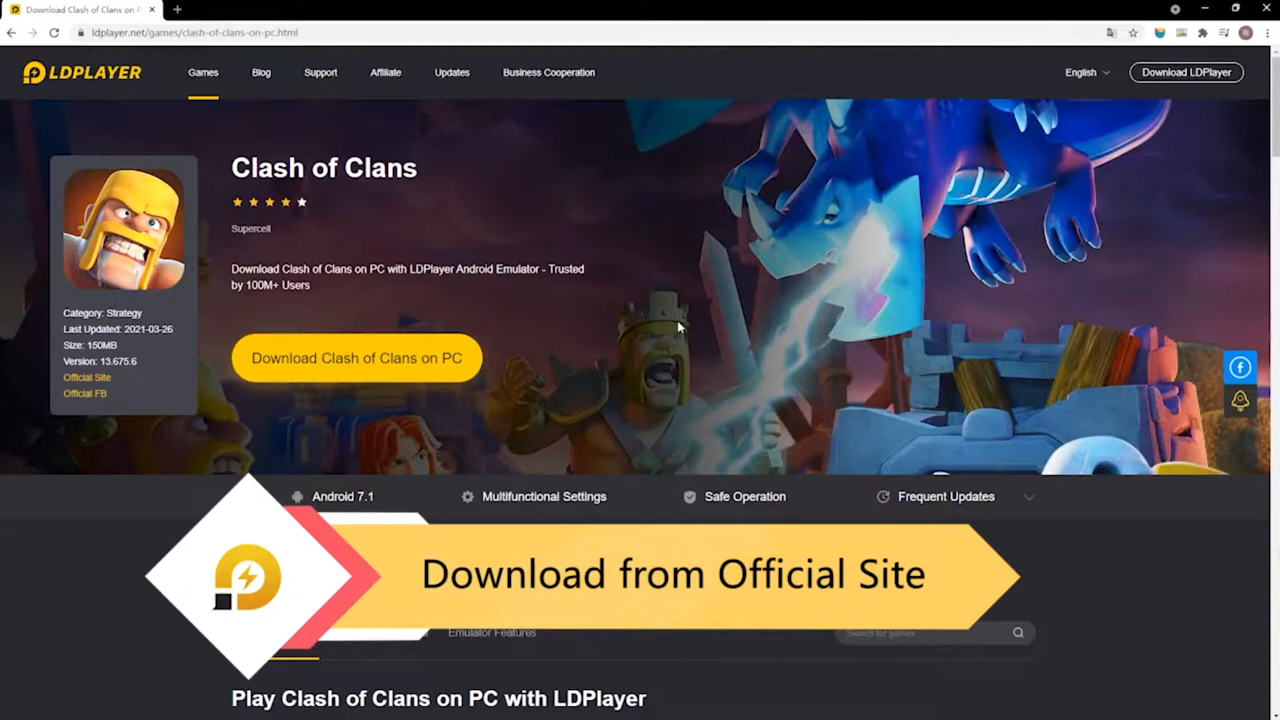 Download Clash of Clans on P
ldplayer.net/games/clash-of-clans-on-pc.html
LDPLAYER
Games
Blog
Support
Affiliate
Updates
Business Cooperation
English
Download LDPlayer
Clash of Clans
Supercell
Download Clash of Clans on PC with LDPlayer Android Emulator - Trusted
by 100M+ Users
Category: Strategy
Last Updated: 2021-03-26
Size: 150MB
Version: 13.675.6
Official Site
Official FB
Download Clash of Clans on PC
Android 7.1
Multifunctional Settings
Safe Operation
Frequent Updates
Download from Official Site
Emulator Features
Search for games
Play Clash of Clans on PC with LDPlayer